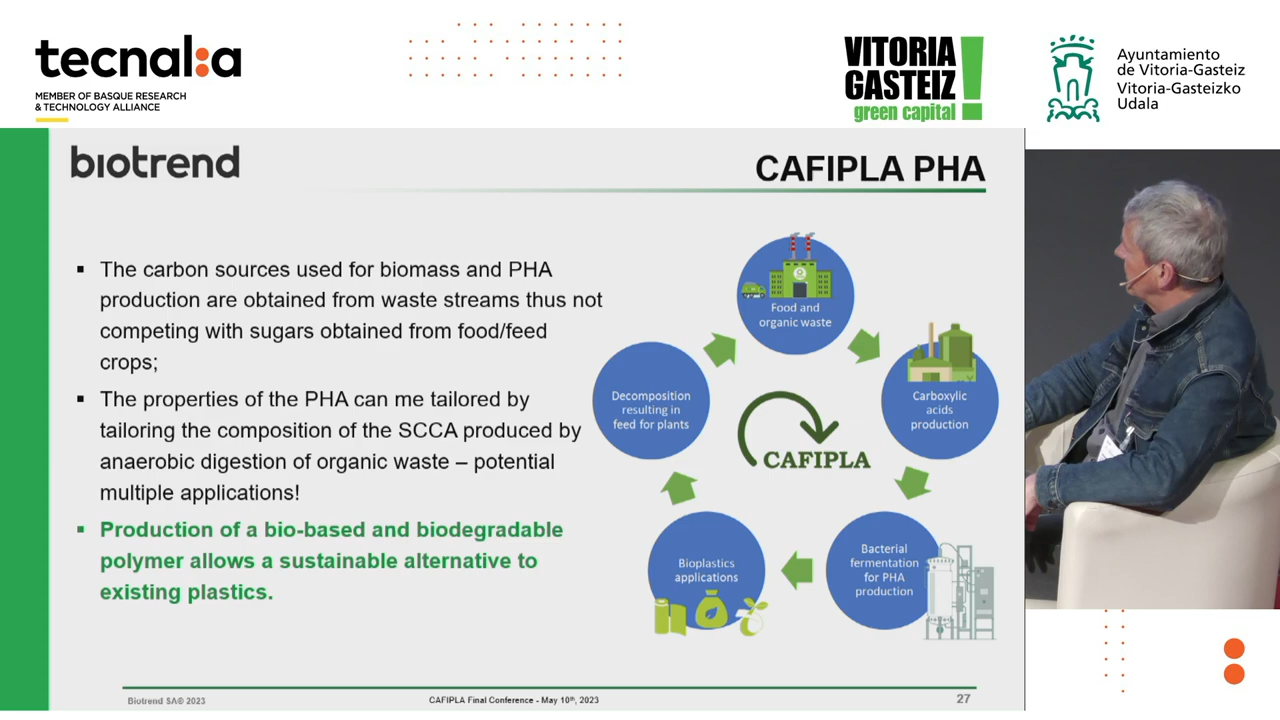 tecnal:a
MEMBER OF BASQUE RESEARCH
& TECHNOLOGY ALLIANCE
VITORIA
GASTEIZ
green capital
Ayuntamiento
de Vitoria-Gasteiz
Vitoria-Gasteizko
Udala
biotrend
CAFIPLA PHA
▪ The carbon sources used for biomass and PHA
production are obtained from waste streams thus not
competing with sugars obtained from food/feed
crops;
▪ The properties of the PHA can me tailored by
tailoring the composition of the SCCA produced by
anaerobic digestion of organic waste – potential
multiple applications!
▪ Production of a bio-based and biodegradable
polymer allows a sustainable alternative to
existing plastics.
Food and
organic waste
Carboxylic
acids
production
Bacterial
fermentation
for PHA
production
Bioplastics
applications
Decomposition
resulting in
feed for plants
CAFIPLA
Biotrend SA© 2023
CAFIPLA Final Conference - May 10th, 2023
27